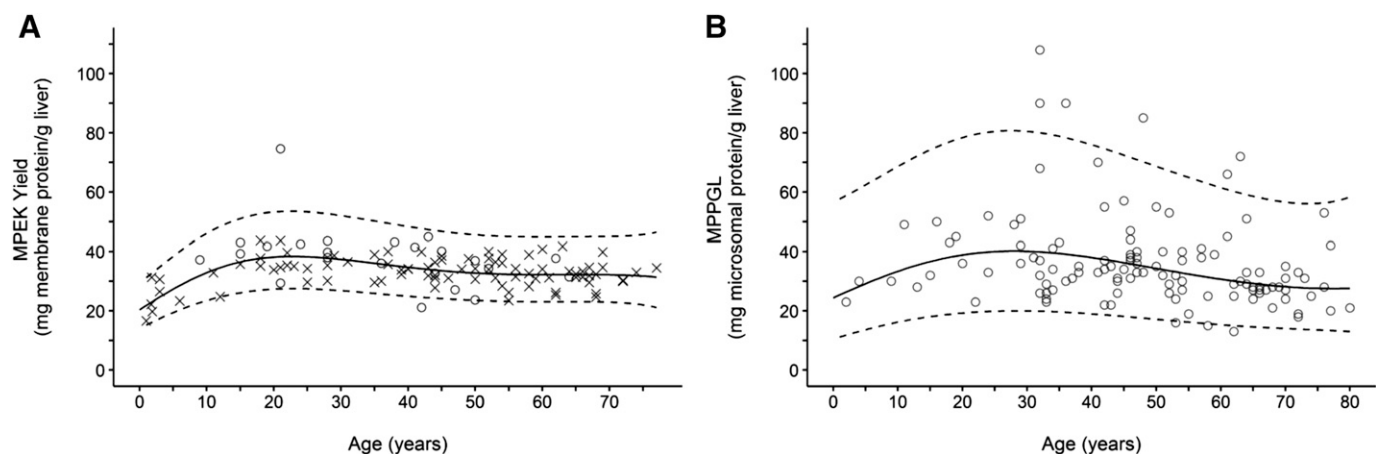 A
MPEK Yield
(mg membrane protein/g liver)
100
80
60
40
20
0
0 10 20 30 40 50 60 70
Age (years)
B
MPPGL
(mg microsomal protein/g liver)
100
80
60
40
20
0
0 10 20 30 40 50 60 70 80
Age (years)